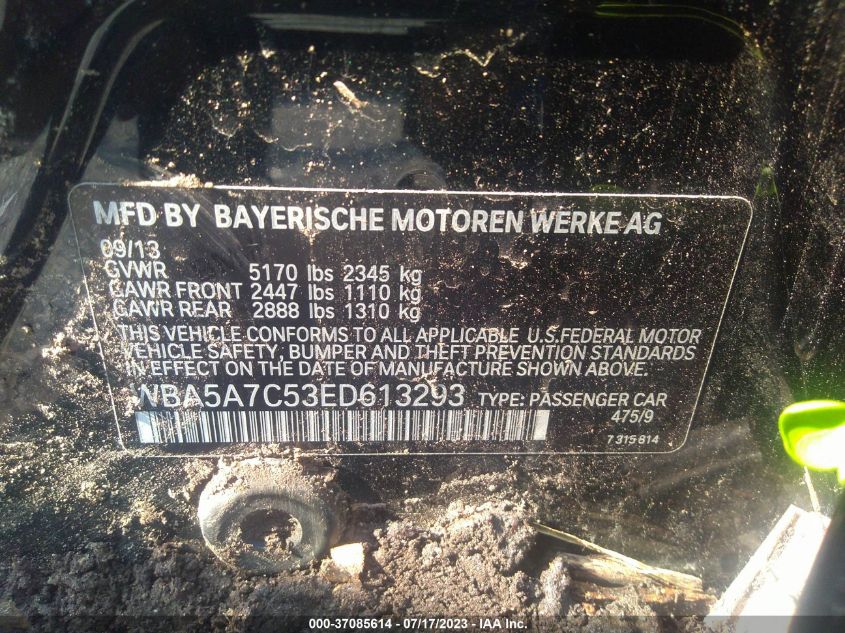 MFD BY BAYERISCHE MOTOREN WERKE AG
09/13
GVWR 5170 lbs 2345 kg
GAWR FRONT 2447 lbs 1110 kg
GAWR REAR 2888 lbs 1310 kg
THIS VEHICLE CONFORMS TO ALL APPLICABLE U.S.FEDERAL MOTOR
VEHICLE SAFETY, BUMPER AND THEFT PREVENTION STANDARDS
IN EFFECT ON THE DATE OF MANUFACTURE SHOWN ABOVE.
WBA5A7C53ED613293 TYPE: PASSENGER CAR
475/9
7 315 814
000-37085614 - 07/17/2023 - IAA Inc.